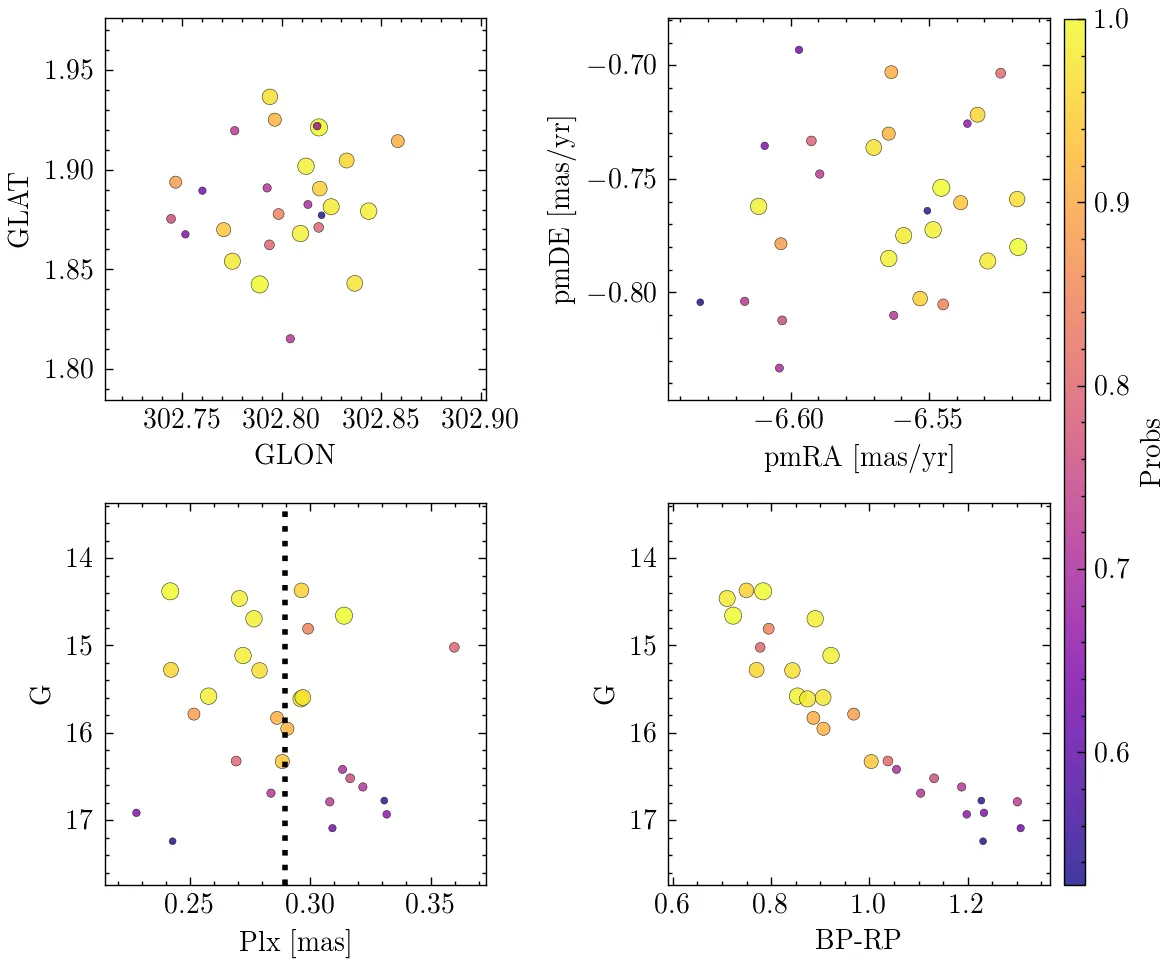 1.95
1.90
1.85
1.80
GLAT
302.75 302.80 302.85 302.90
GLON
−0.70
−0.75
−0.80
pmDE [mas/yr]
−6.60 −6.55
pmRA [mas/yr]
1.0
0.9
0.8
0.7
0.6
Probs
14
15
16
17
G
0.25 0.30 0.35
Plx [mas]
14
15
16
17
G
0.6 0.8 1.0 1.2
BP-RP